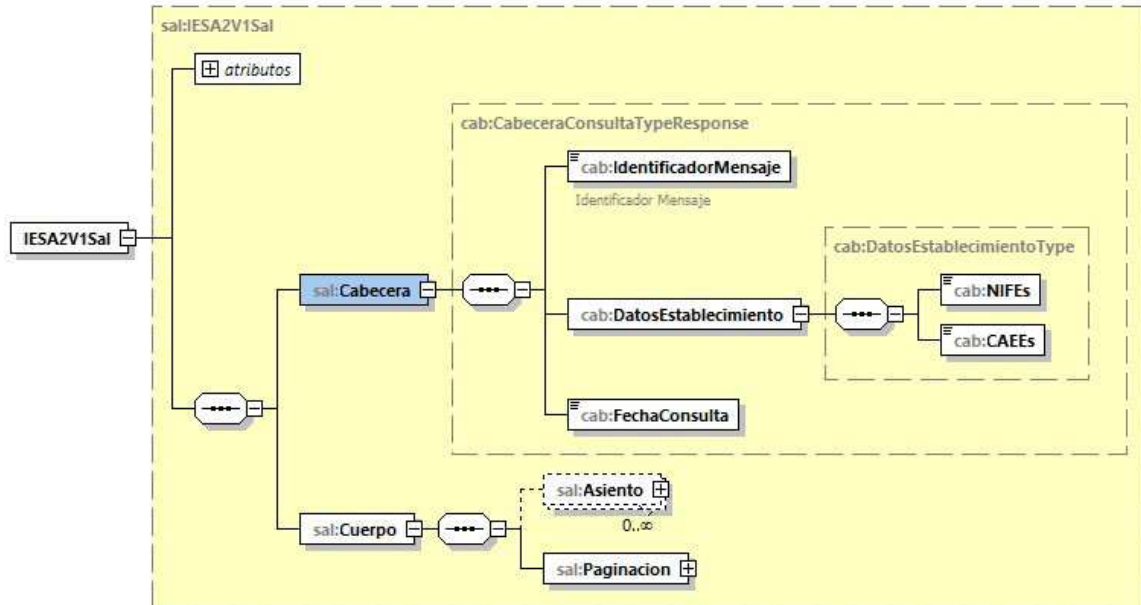 sal:IESA2V1Sal
atributos
cab:CabeceraConsultaTypeResponse
cab:IdentificadorMensaje
Identificador Mensaje
IESA2V1Sal
cab:DatosEstablecimientoType
sal:Cabecera
cab:DatosEstablecimiento
cab:NIFEs
cab:CAEEs
cab:FechaConsulta
sal:Asiento
0..∞
sal:Cuerpo
sal:Paginacion